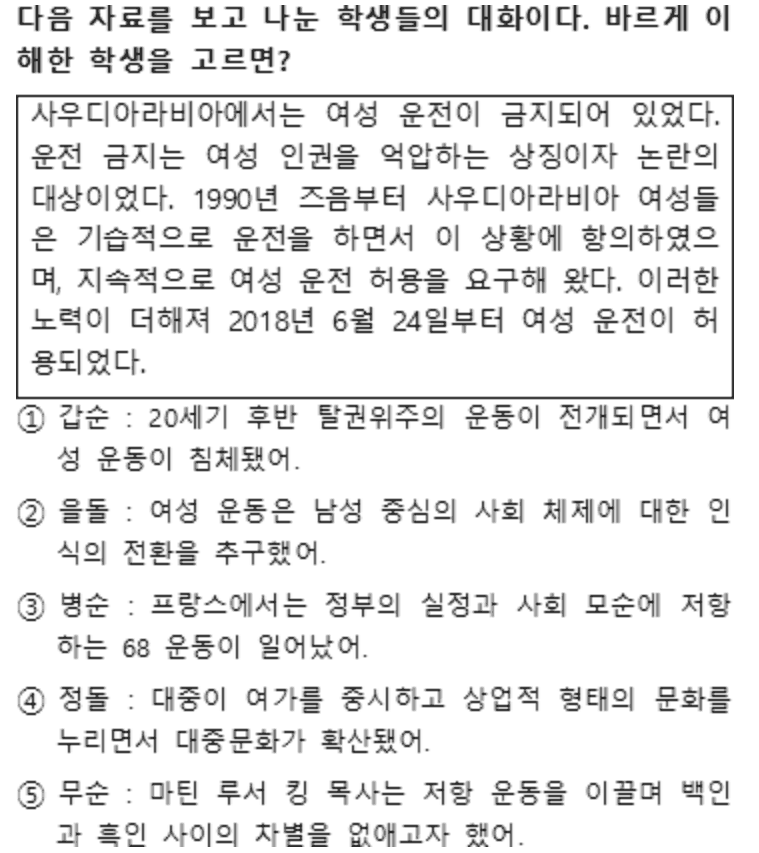 다음 자료를 보고 나눈 학생들의 대화이다. 바르게 이
해한 학생을 고르면?
사우디아라비아에서는 여성 운전이 금지되어 있었다.
운전 금지는 여성 인권을 억압하는 상징이자 논란의
대상이었다. 1990년 즈음부터 사우디아라비아 여성들
은 기습적으로 운전을 하면서 이 상황에 항의하였으
며, 지속적으로 여성 운전 허용을 요구해 왔다. 이러한
노력이 더해져 2018년 6월 24일부터 여성 운전이 허
용되었다.
① 갑순 : 20세기 후반 탈권위주의 운동이 전개되면서 여
성 운동이 침체됐어.
② 을돌 : 여성 운동은 남성 중심의 사회 체제에 대한 인
식의 전환을 추구했어.
③ 병순 : 프랑스에서는 정부의 실정과 사회 모순에 저항
하는 68 운동이 일어났어.
④ 정돌 : 대중이 여가를 중시하고 상업적 형태의 문화를
누리면서 대중문화가 확산됐어.
⑤ 무순 : 마틴 루서 킹 목사는 저항 운동을 이끌며 백인
과 흑인 사이의 차별을 없애고자 했어.